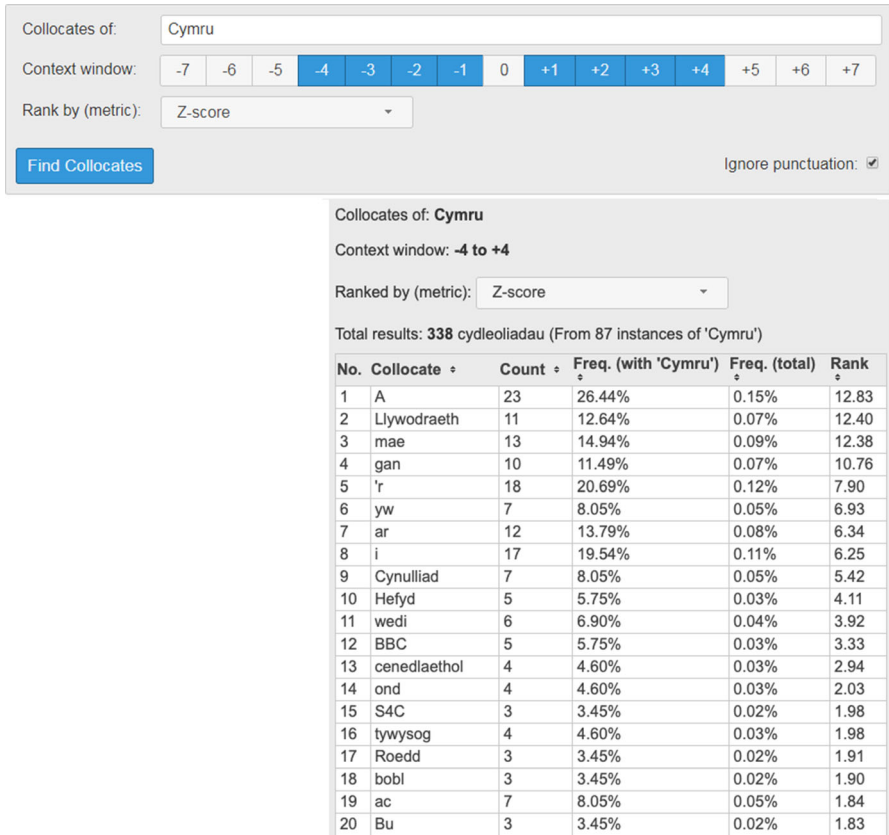 Collocates of: Cymru
Context window: -7 -6 -5 -4 -3 -2 -1 0 +1 +2 +3 +4 +5 +6 +7
Rank by (metric): Z-score
Find Collocates Ignore punctuation:
Collocates of: Cymru
Context window: -4 to +4
Ranked by (metric): Z-score
Total results: 338 cydleoliadau (From 87 instances of 'Cymru')
No. Collocate Count Freq. (with 'Cymru') Freq. (total) Rank
1 A 23 26.44% 0.15% 12.83
2 Llywodraeth 11 12.64% 0.07% 12.40
3 mae 13 14.94% 0.09% 12.38
4 gan 10 11.49% 0.07% 10.76
5 'r 18 20.69% 0.12% 7.90
6 yw 7 8.05% 0.05% 6.93
7 ar 12 13.79% 0.08% 6.34
8 i 17 19.54% 0.11% 6.25
9 Cynulliad 7 8.05% 0.05% 5.42
10 Hefyd 5 5.75% 0.03% 4.11
11 wedi 6 6.90% 0.04% 3.92
12 BBC 5 5.75% 0.03% 3.33
13 cenedlaethol 4 4.60% 0.03% 2.94
14 ond 4 4.60% 0.03% 2.03
15 S4C 3 3.45% 0.02% 1.98
16 tywysog 4 4.60% 0.03% 1.98
17 Roedd 3 3.45% 0.02% 1.91
18 bobl 3 3.45% 0.02% 1.90
19 ac 7 8.05% 0.05% 1.84
20 Bu 3 3.45% 0.02% 1.83